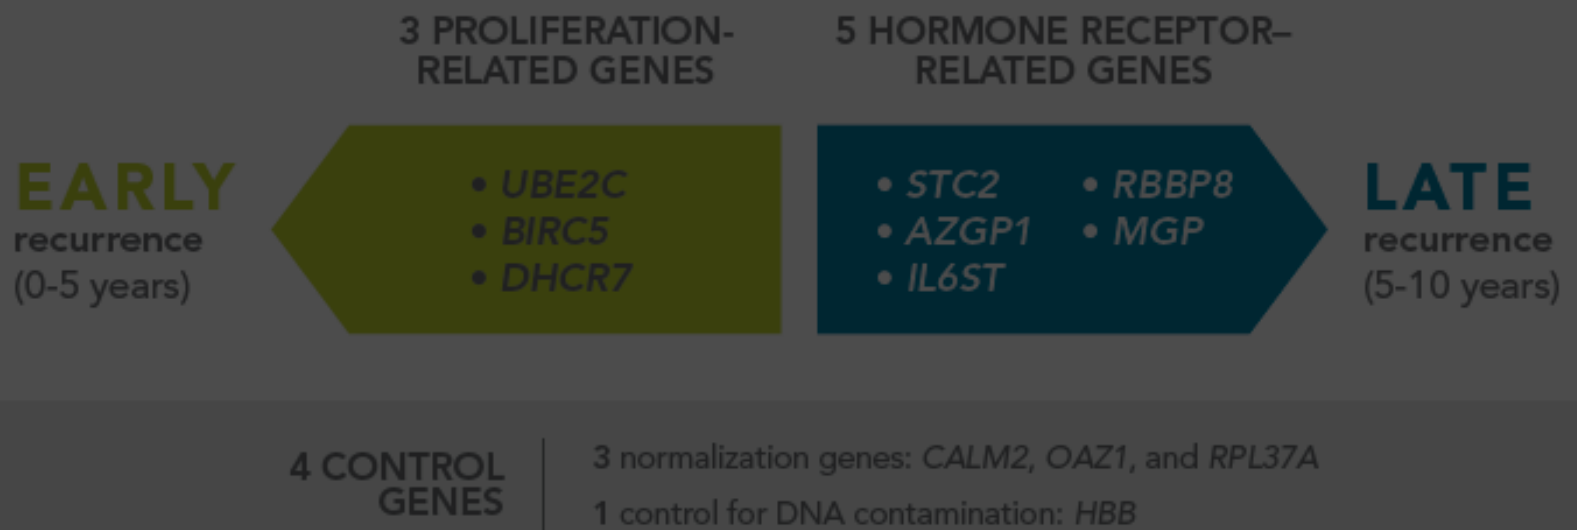 3 PROLIFERATION-
RELATED GENES
5 HORMONE RECEPTOR–
RELATED GENES
EARLY
recurrence
(0-5 years)
• UBE2C
• BIRC5
• DHCR7
• STC2
• AZGP1
• IL6ST
• RBBP8
• MGP
LATE
recurrence
(5-10 years)
4 CONTROL
GENES
3 normalization genes: CALM2, OAZ1, and RPL37A
1 control for DNA contamination: HBB